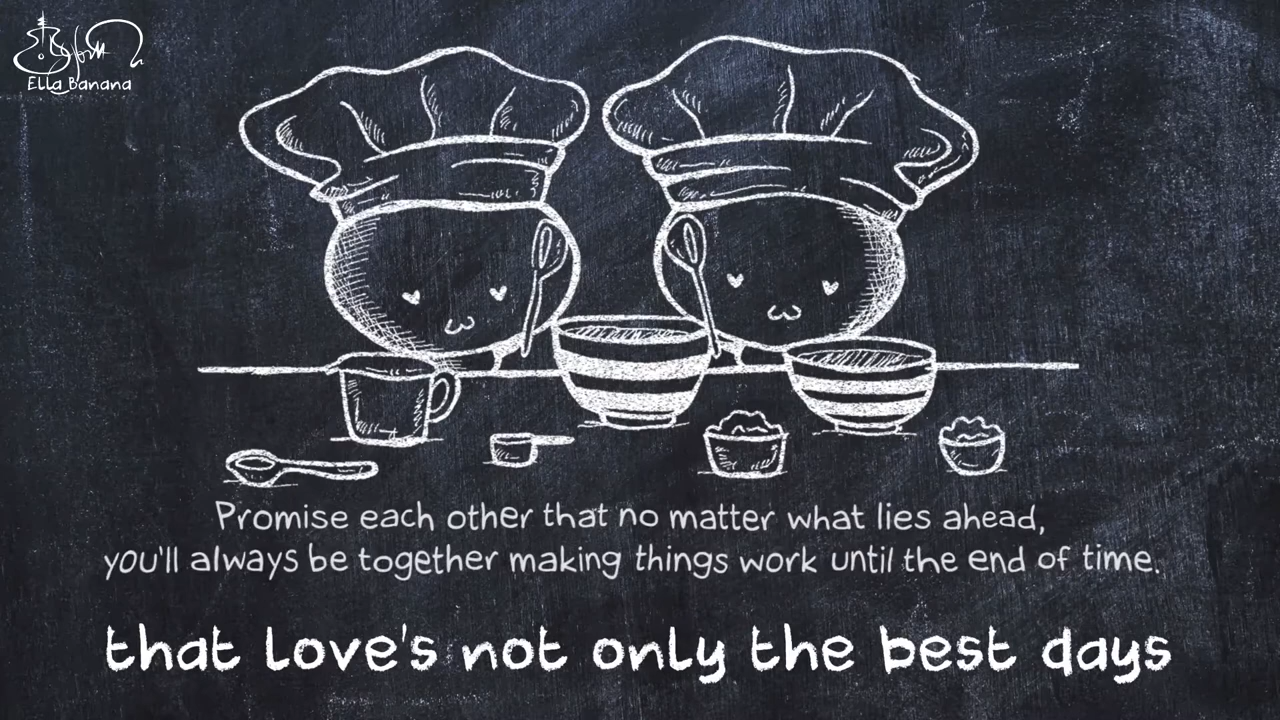 Ella Banana
Promise each other that no matter what lies ahead,
you'll always be together making things work until the end of time.
that love's not only the best days